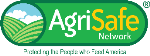 AgriSafe
Network
Protecting the People who Feed America